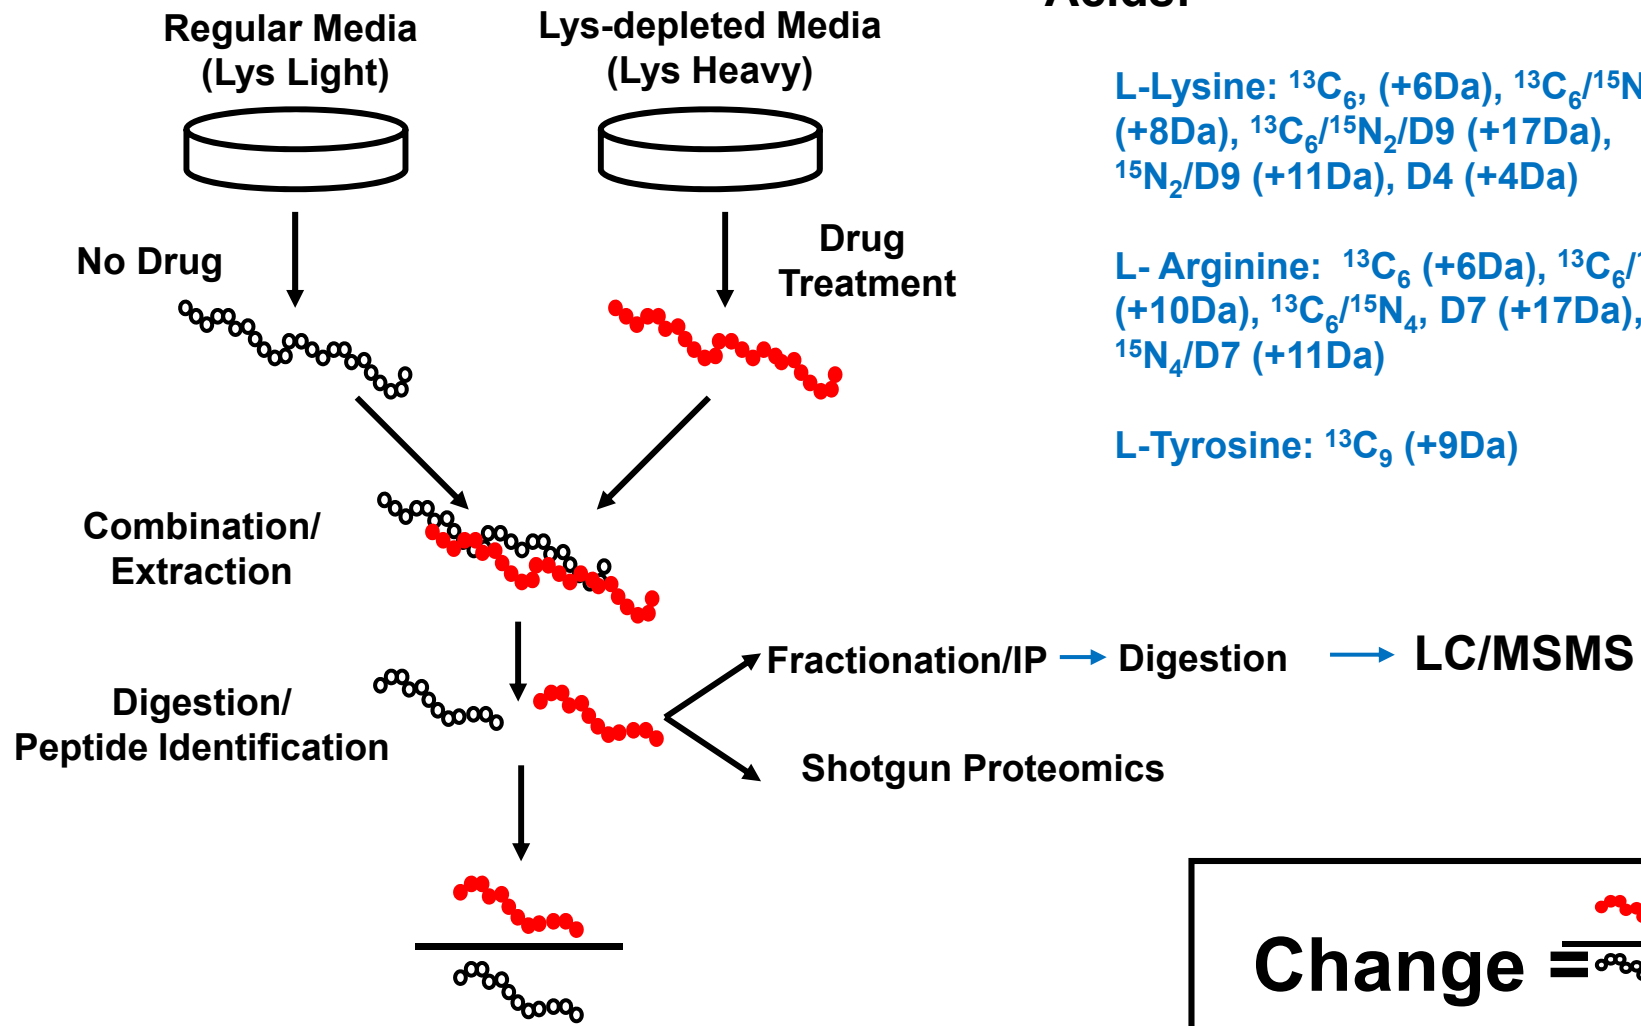 Regular Media
(Lys Light)
Lys-depleted Media
(Lys Heavy)
No Drug
Drug
Treatment
Combination/
Extraction
Digestion/
Peptide Identification
Fractionation/IP
Digestion
LC/MSMS
Shotgun Proteomics
L-Lysine: ¹³C₆, (+6Da), ¹³C₆/¹⁵N
(+8Da), ¹³C₆/¹⁵N₂/D9 (+17Da),
¹⁵N₂/D9 (+11Da), D4 (+4Da)
L- Arginine: ¹³C₆ (+6Da), ¹³C₆/
(+10Da), ¹³C₆/¹⁵N₄, D7 (+17Da),
¹⁵N₄/D7 (+11Da)
L-Tyrosine: ¹³C₉ (+9Da)
Change =